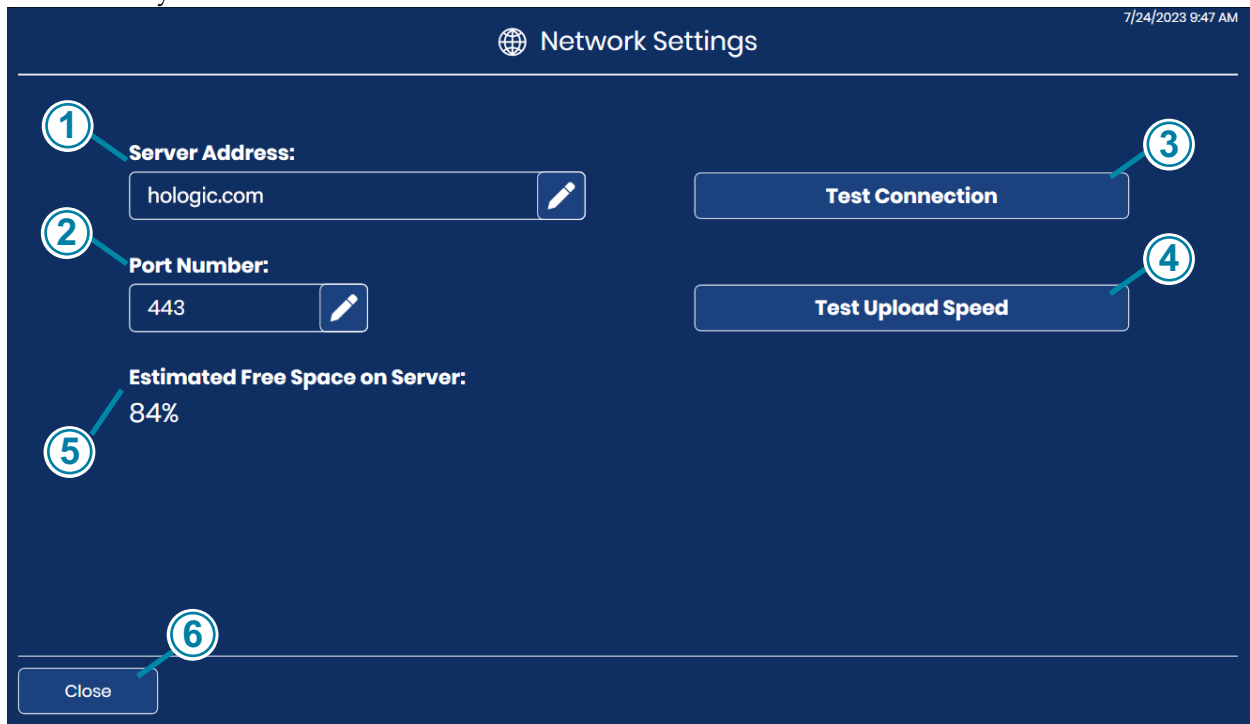 7/24/2023 9:47 AM
Network Settings
1
Server Address:
hologic.com
3
Test Connection
2
Port Number:
443
4
Test Upload Speed
Estimated Free Space on Server:
84%
5
6
Close